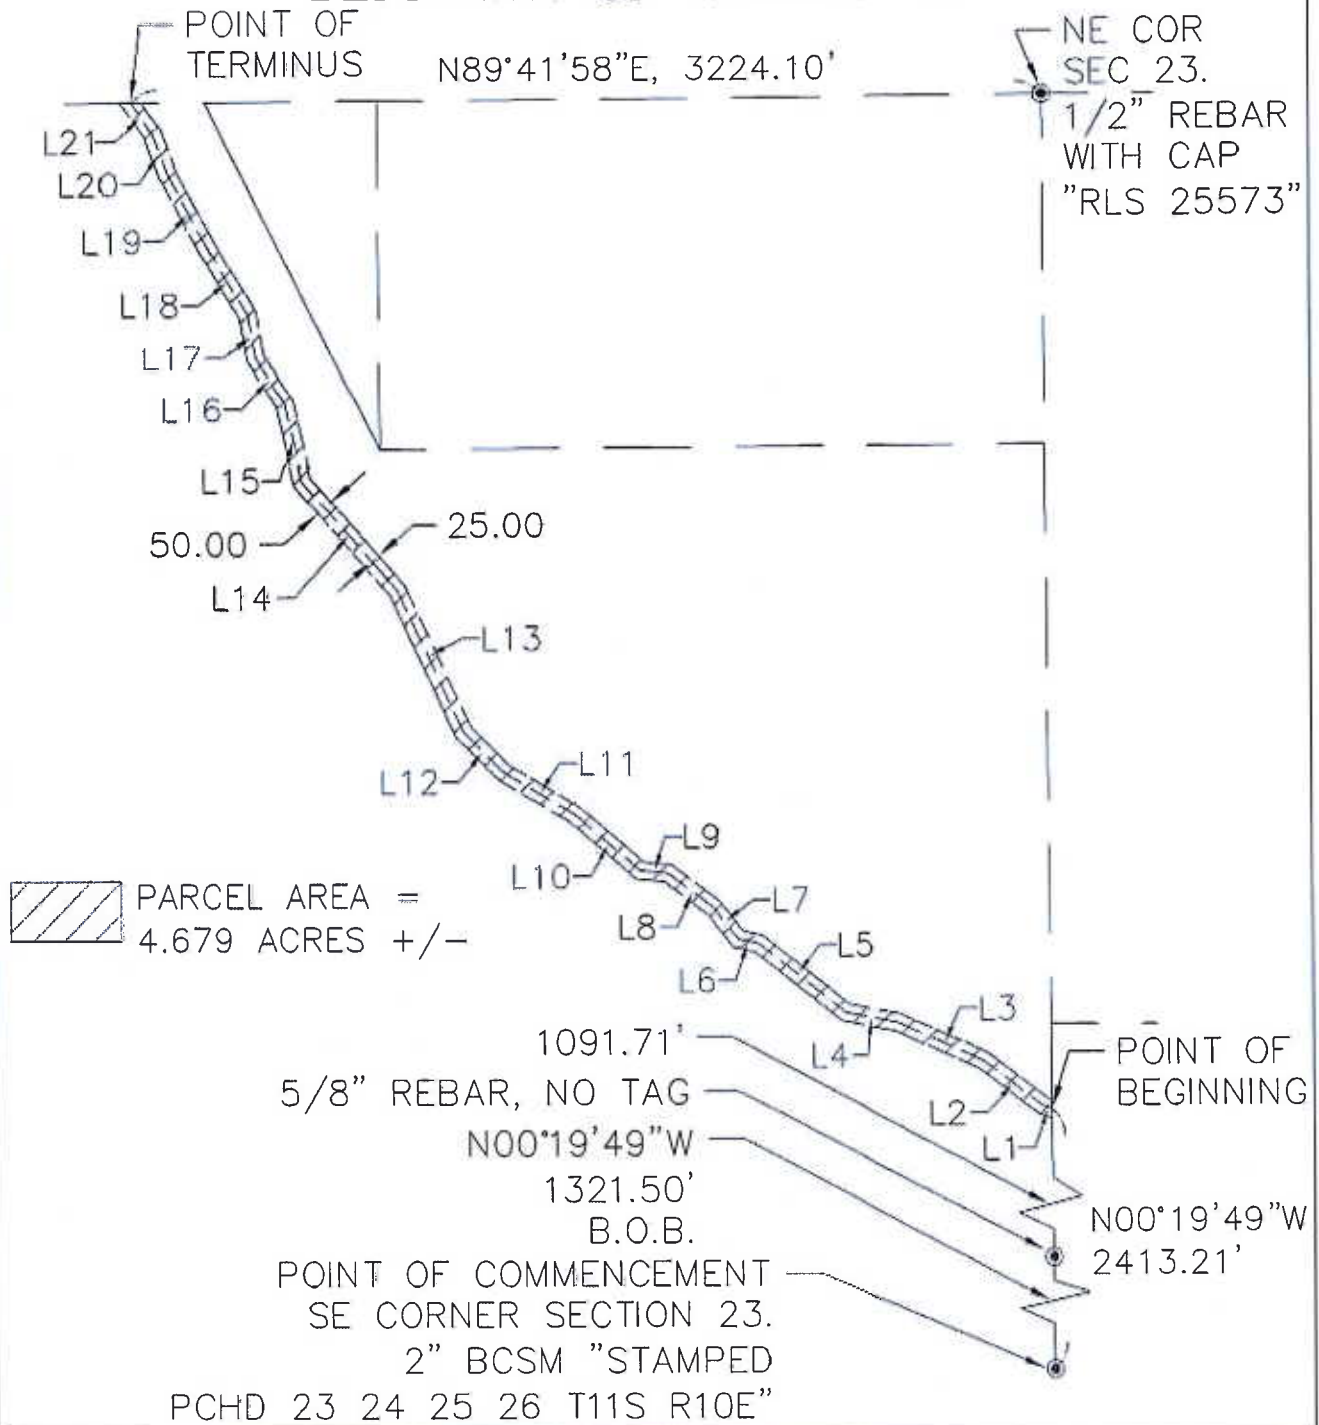 POINT OF
TERMINUS
N89°41'58"E, 3224.10'
NE COR
SEC 23.
1/2" REBAR
WITH CAP
"RLS 25573"
L21
L20
L19
L18
L17
L16
L15
50.00
25.00
L14
L13
L12
L11
L10
L9
L8
L7
L6
L5
L4
L3
L2
L1
PARCEL AREA =
4.679 ACRES +/-
POINT OF
BEGINNING
1091.71'
5/8" REBAR, NO TAG
N00°19'49"W
1321.50'
B.O.B.
N00°19'49"W
2413.21'
POINT OF COMMENCEMENT
SE CORNER SECTION 23.
2" BCSM "STAMPED
PCHD 23 24 25 26 T11S R10E"